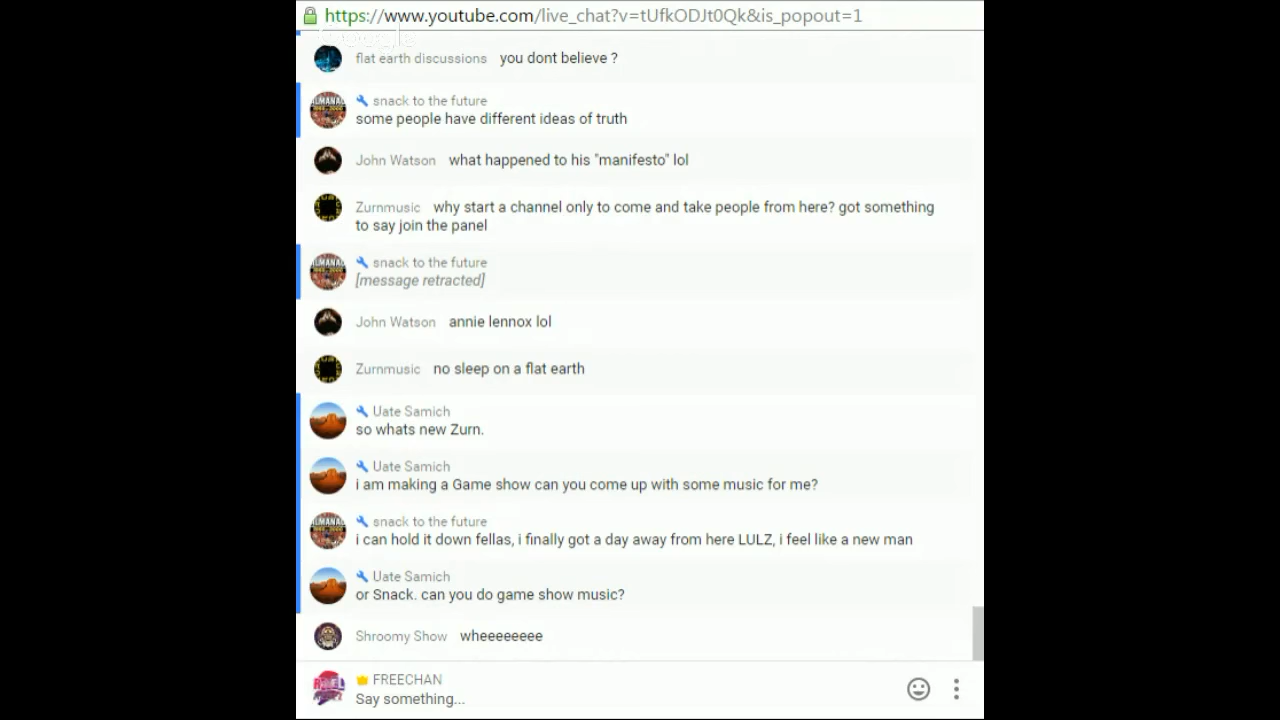 https://www.youtube.com/live_chat?v=tUfkODJt0Qk&is_popout=1
Google
flat earth discussions you dont believe ?
snack to the future
some people have different ideas of truth
John Watson what happened to his "manifesto" lol
Zurnmusic why start a channel only to come and take people from here? got something
to say join the panel
snack to the future
[message retracted]
John Watson annie lennox lol
Zurnmusic no sleep on a flat earth
Uate Samich
so whats new Zurn.
Uate Samich
i am making a Game show can you come up with some music for me?
snack to the future
i can hold it down fellas, i finally got a day away from here LULZ, i feel like a new man
Uate Samich
or Snack. can you do game show music?
Shroomy Show wheeeeeeee
FREECHAN
Say something...